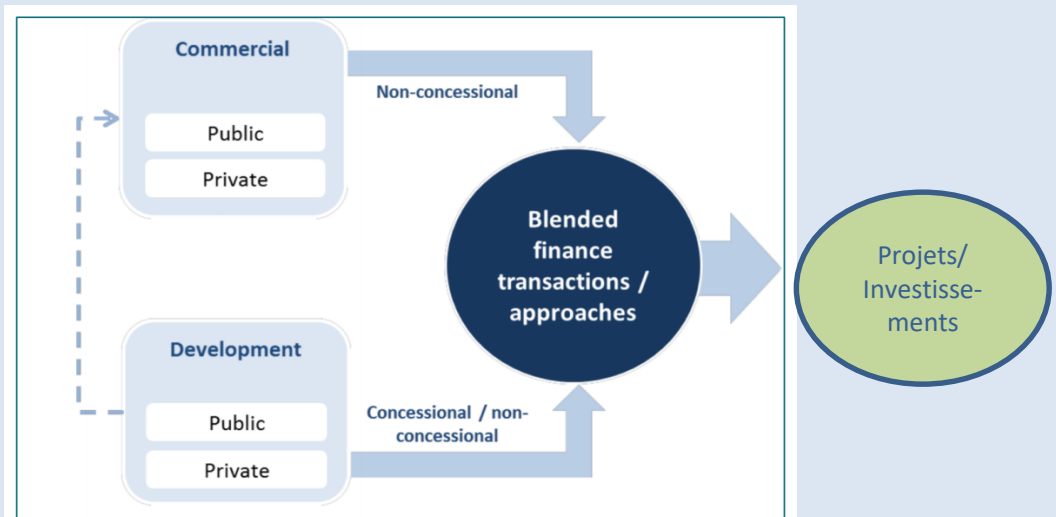 Commercial
Public
Private
Non-concessional
Blended
finance
transactions /
approaches
Projets/
Investisse-
ments
Development
Public
Private
Concessional / non-
concessional